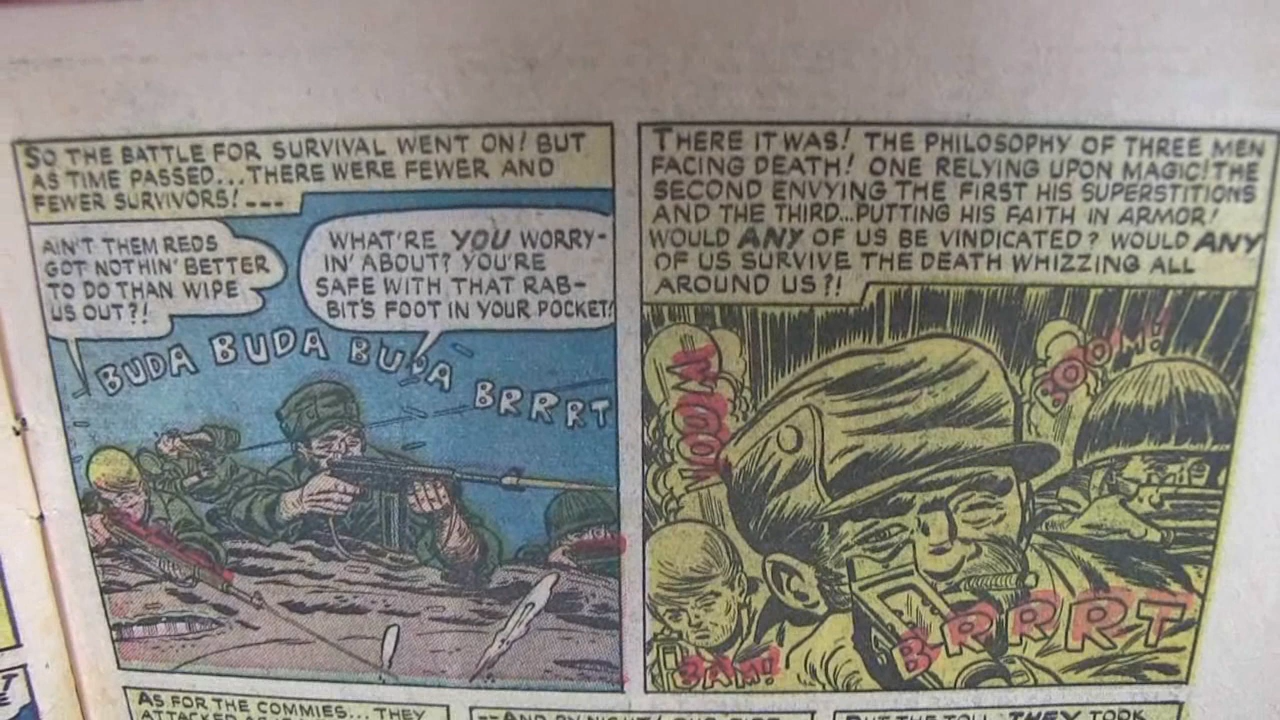 SO THE BATTLE FOR SURVIVAL WENT ON! BUT
AS TIME PASSED... THERE WERE FEWER AND
FEWER SURVIVORS! ---
AIN'T THEM REDS
GOT NOTHIN' BETTER
TO DO THAN WIPE
US OUT?!
WHAT'RE YOU WORRY-
IN' ABOUT? YOU'RE
SAFE WITH THAT RAB-
BIT'S FOOT IN YOUR POCKET!
BUDA BUDA BUDA
BRRRT
THERE IT WAS! THE PHILOSOPHY OF THREE MEN
FACING DEATH! ONE RELYING UPON MAGIC! THE
SECOND ENVYING THE FIRST HIS SUPERSTITIONS
AND THE THIRD...PUTTING HIS FAITH IN ARMOR!
WOULD ANY OF US BE VINDICATED? WOULD ANY
OF US SURVIVE THE DEATH WHIZZING ALL
AROUND US?!
BOOM!
BRRRRT
BAM!
AS FOR THE COMMIES... THEY